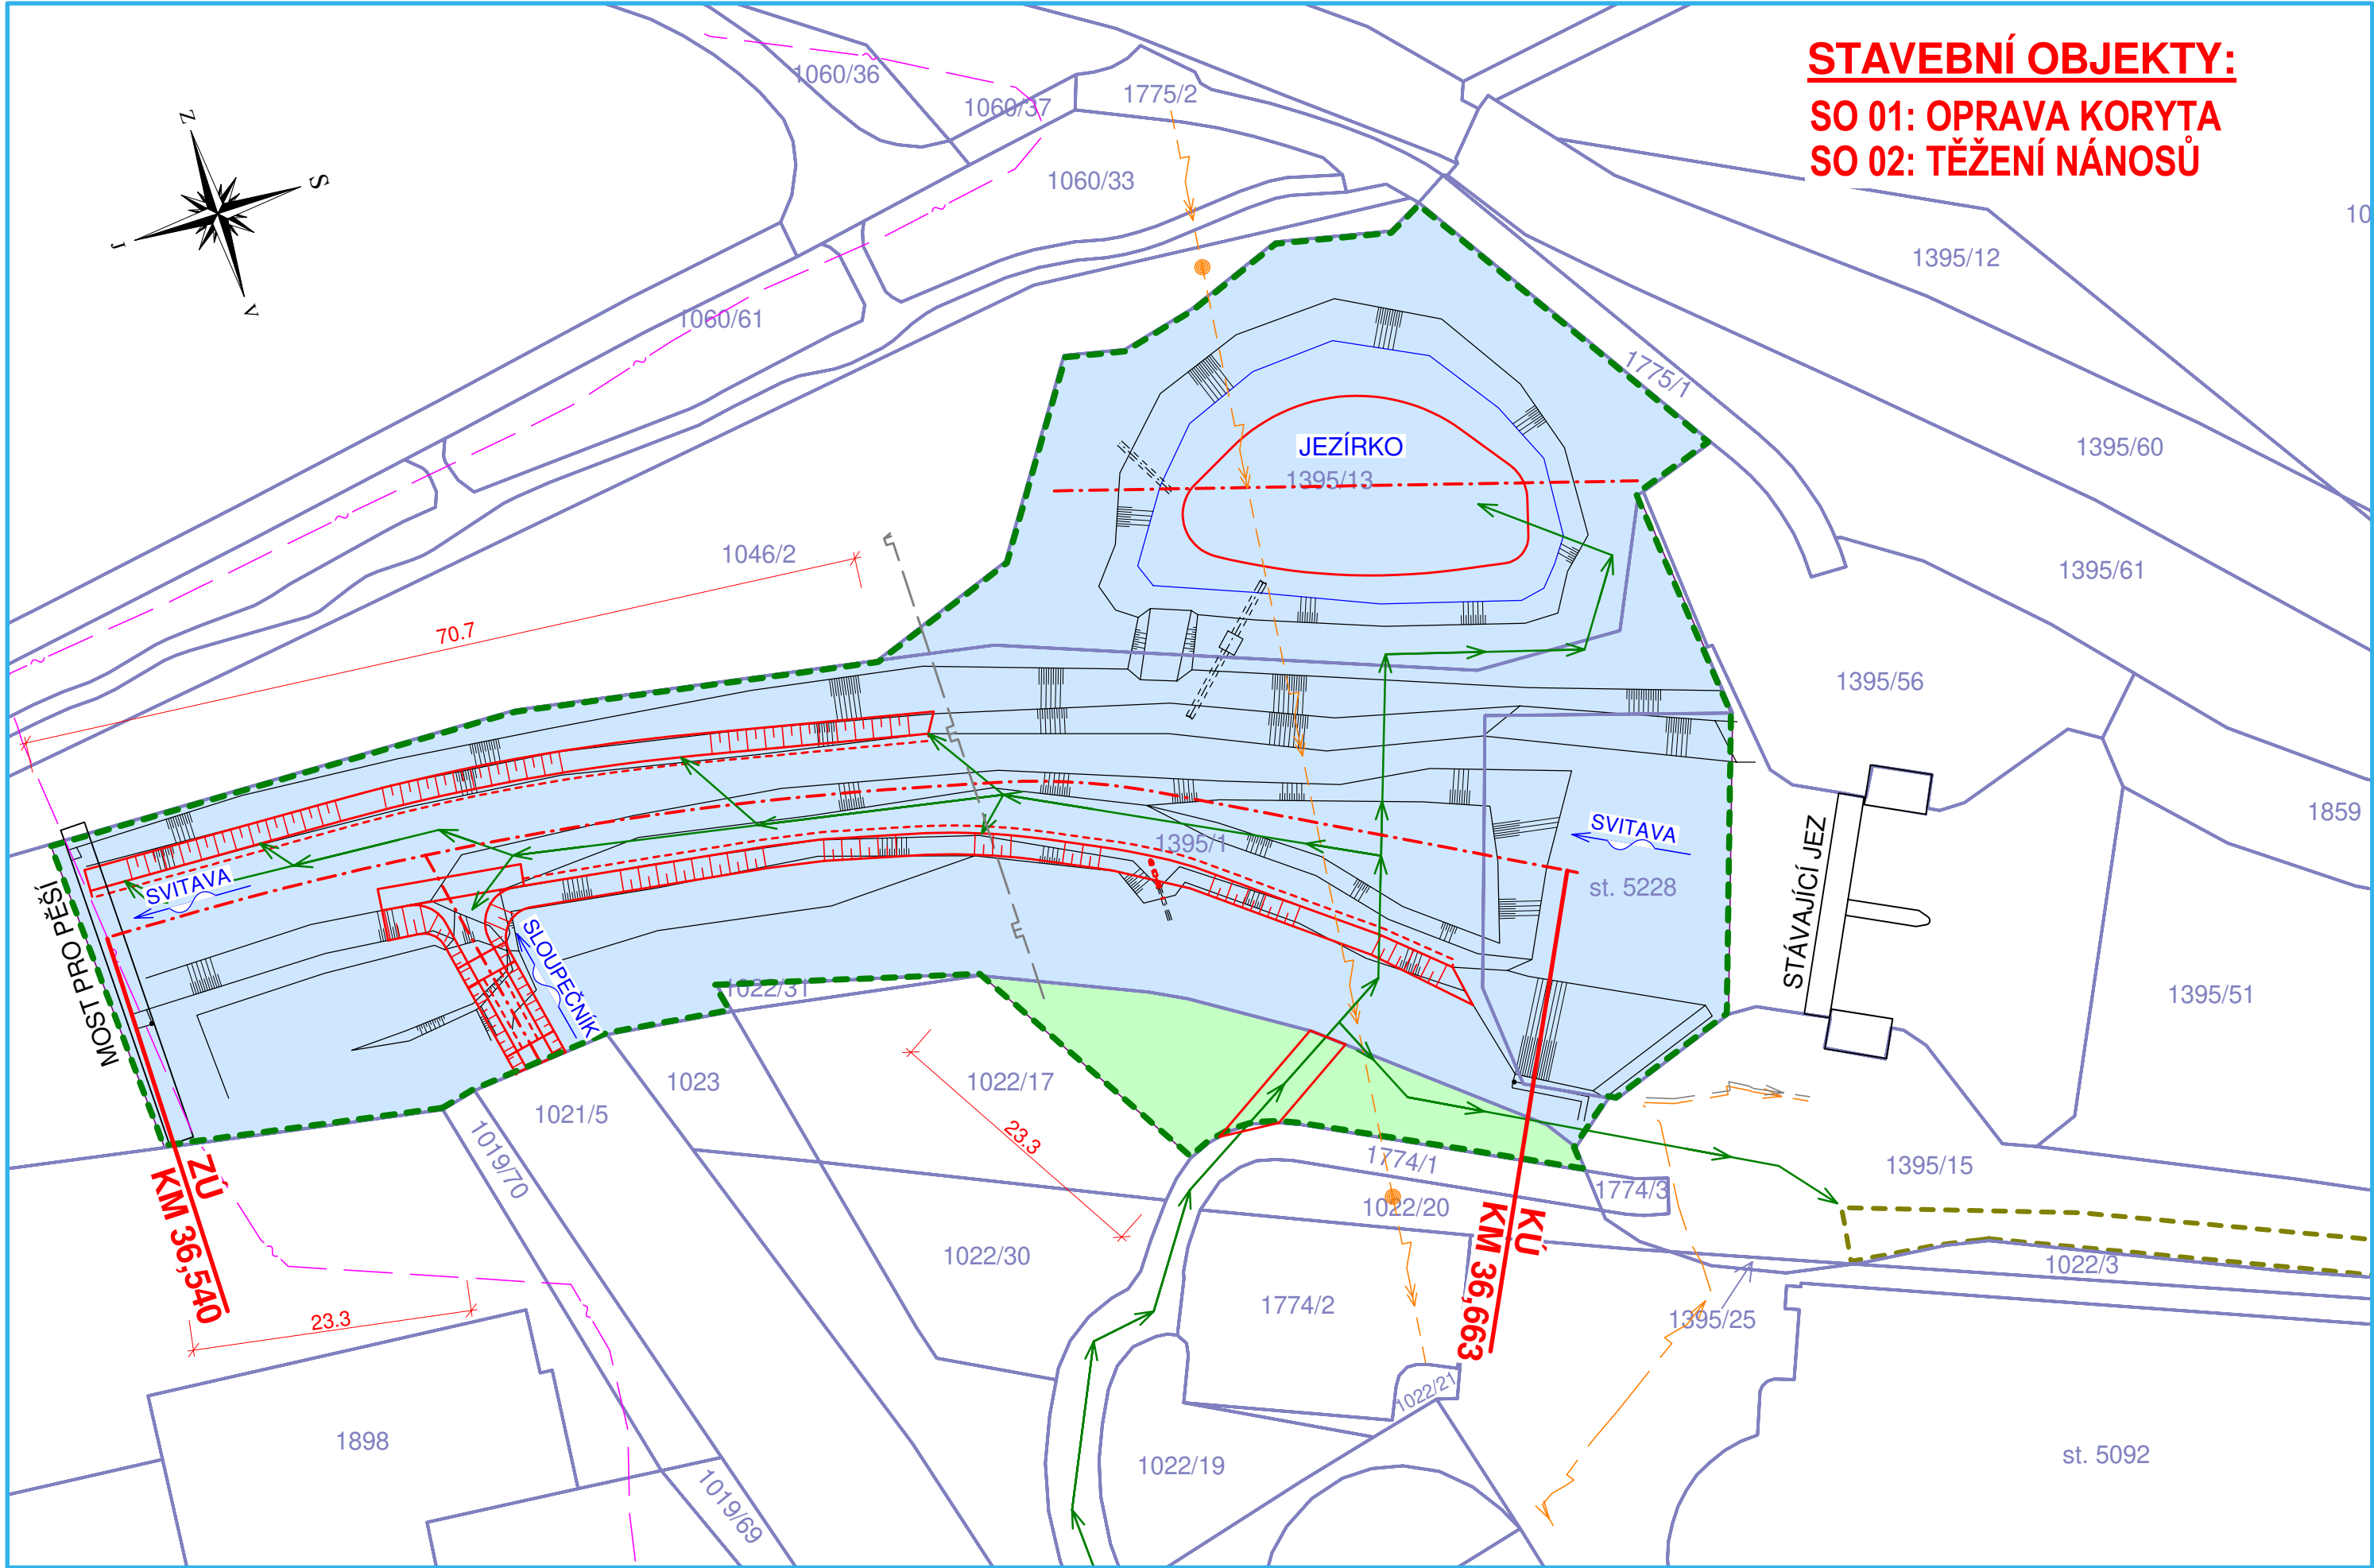 STAVEBNÍ OBJEKTY:
SO 01: OPRAVA KORYTA
SO 02: TĚŽENÍ NÁNOSŮ
Z
S
J
V
1060/36
1060/37
1775/2
1060/33
1060/61
10
1395/12
1775/1
1395/60
JEZÍRKO
1395/13
1046/2
1395/61
70.7
1395/56
1859
1395/1
SVITAVA
st. 5228
STÁVAJÍCÍ JEZ
SVITAVA
MOST PRO PĚŠÍ
SLOUPEČNÍK
1022/31
1395/51
1023
1022/17
1021/5
23.3
1019/70
1774/1
1395/15
1774/3
1022/20
ZÚ
KM 36,540
KÚ
KM 36,663
1022/30
1022/3
1774/2
1395/25
23.3
1022/21
1898
1022/19
st. 5092
1019/69